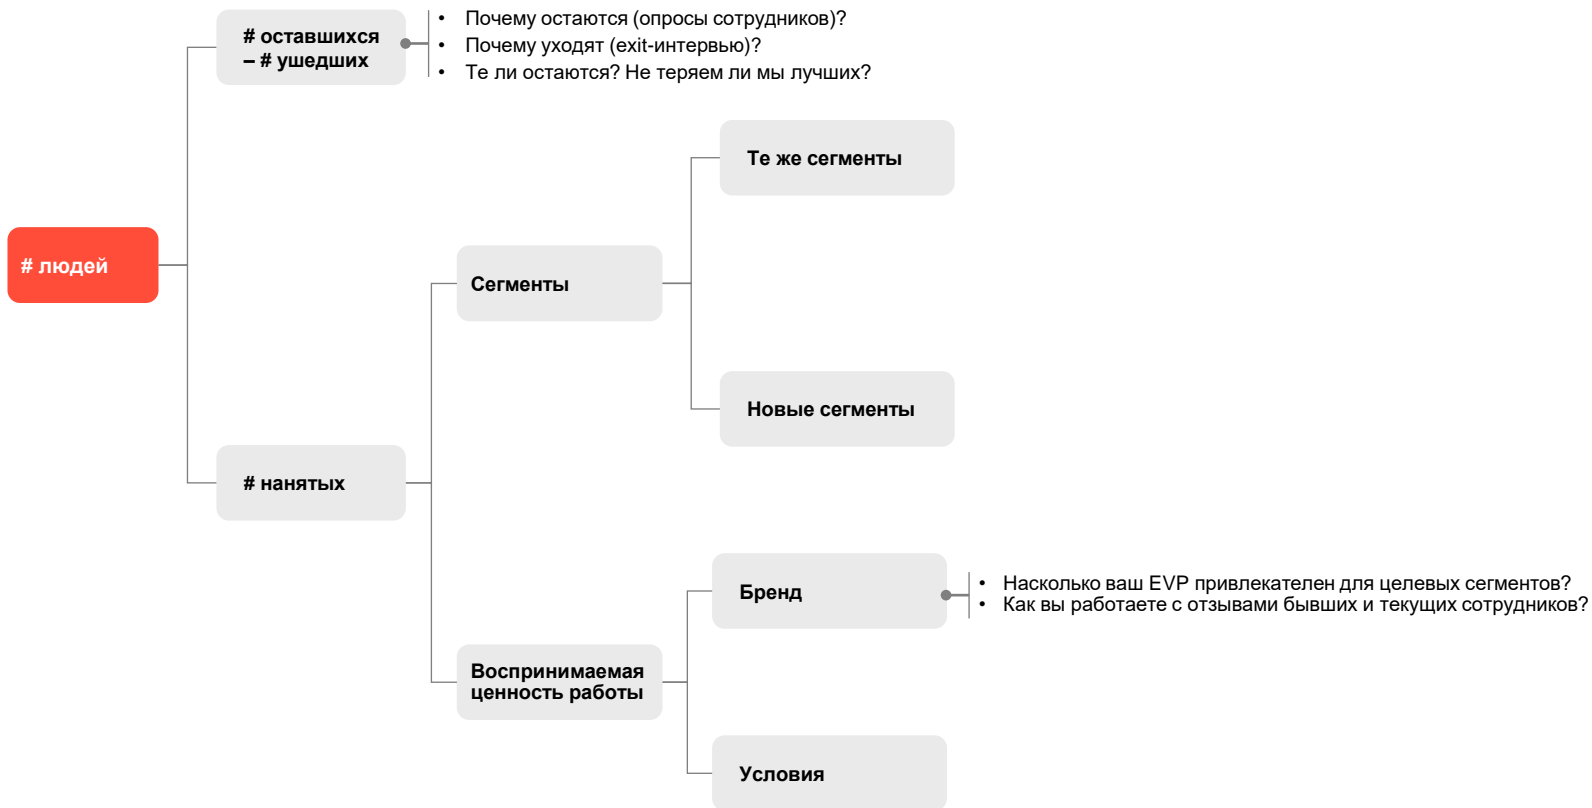 # оставшихся
– # ушедших
• Почему остаются (опросы сотрудников)?
• Почему уходят (exit-интервью)?
• Те ли остаются? Не теряем ли мы лучших?
Те же сегменты
# людей
Сегменты
Новые сегменты
# нанятых
Бренд
• Насколько ваш EVP привлекателен для целевых сегментов?
• Как вы работаете с отзывами бывших и текущих сотрудников?
Воспринимаемая
ценность работы
Условия